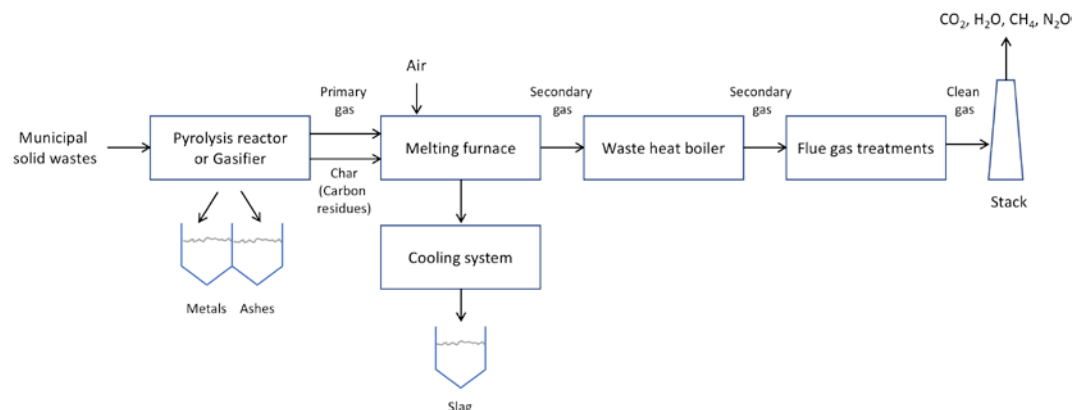 CO₂, H₂O, CH₄, N₂O
Air
Primary
gas
Secondary
gas
Secondary
gas
Clean
gas
Municipal
solid wastes
Pyrolysis reactor
or Gasifier
Melting furnace
Waste heat boiler
Flue gas treatments
Char
(Carbon
residues)
Stack
Cooling system
Metals
Ashes
Slag